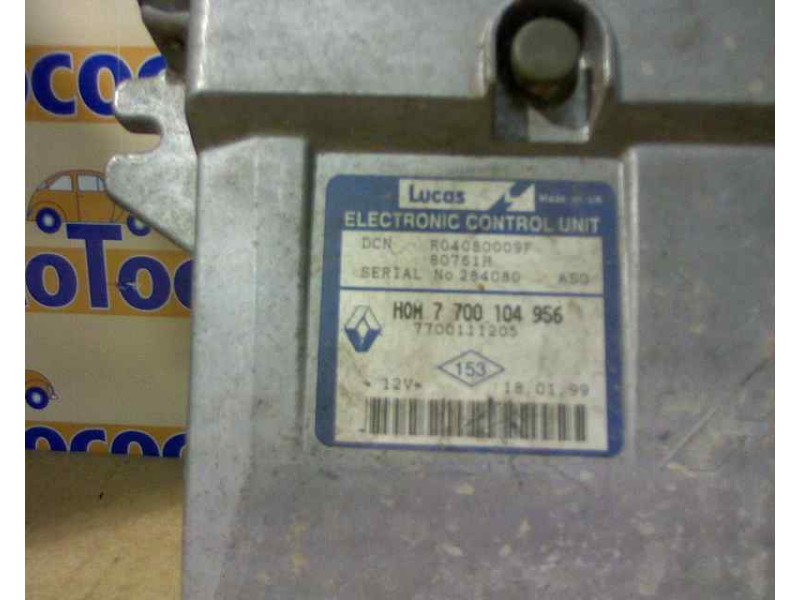 Lucas Made in UK
ELECTRONIC CONTROL UNIT
DCN R04080009F
80761M
SERIAL No 284080 ASG
HOM 7 700 104 956
7700111205
153
12V 18.01.99